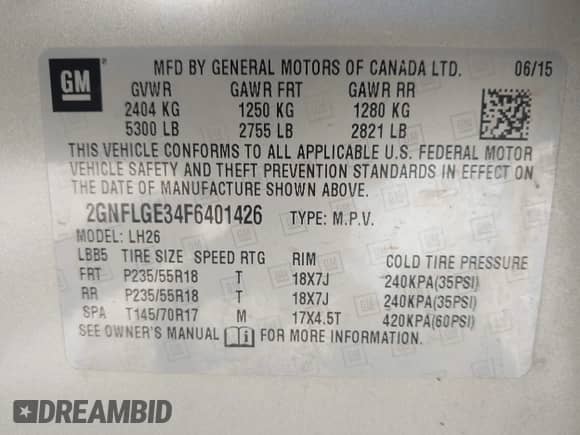 GM
MFD BY GENERAL MOTORS OF CANADA LTD. 06/15
GVWR GAWR FRT GAWR RR
2404 KG 1250 KG 1280 KG
5300 LB 2755 LB 2821 LB
THIS VEHICLE CONFORMS TO ALL APPLICABLE U.S. FEDERAL MOTOR
VEHICLE SAFETY AND THEFT PREVENTION STANDARDS IN EFFECT ON
THE DATE OF MANUFACTURE SHOWN ABOVE.
2GNFLGE34F6401426 TYPE: M.P.V.
MODEL: LH26
LBB5 TIRE SIZE SPEED RTG RIM COLD TIRE PRESSURE
FRT P235/55R18 T 18X7J 240KPA(35PSI)
RR P235/55R18 T 18X7J 240KPA(35PSI)
SPA T145/70R17 M 17X4.5T 420KPA(60PSI)
SEE OWNER'S MANUAL FOR MORE INFORMATION.
DREAMBID